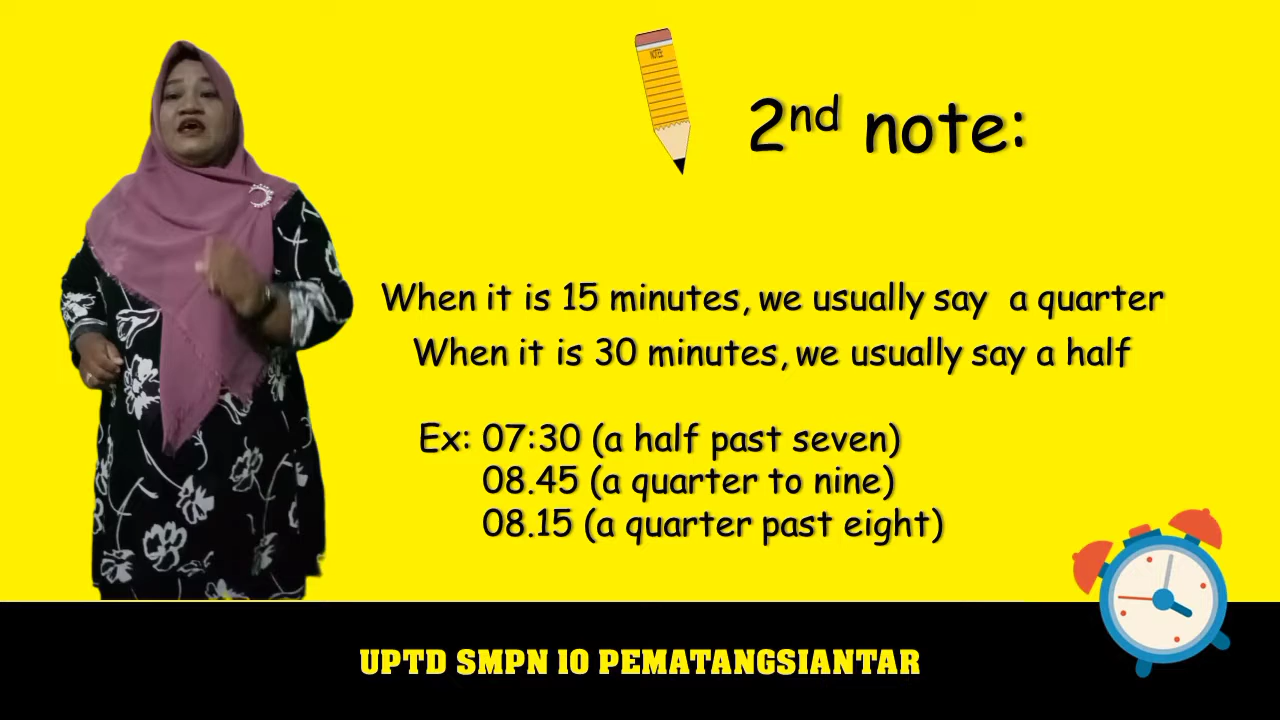 NOTE:
2nd note:
When it is 15 minutes, we usually say a quarter
When it is 30 minutes, we usually say a half
Ex: 07:30 (a half past seven)
08.45 (a quarter to nine)
08.15 (a quarter past eight)
UPTD SMPN 10 PEMATANGSIANTAR